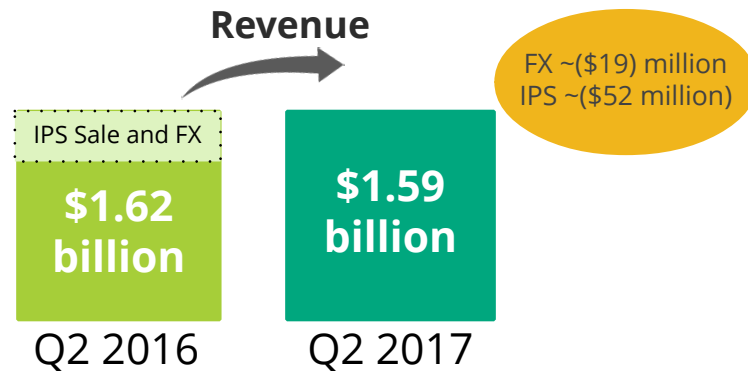 Revenue
FX ~($19) million
IPS ~($52 million)
IPS Sale and FX
$1.62
billion
$1.59
billion
Q2 2016
Q2 2017